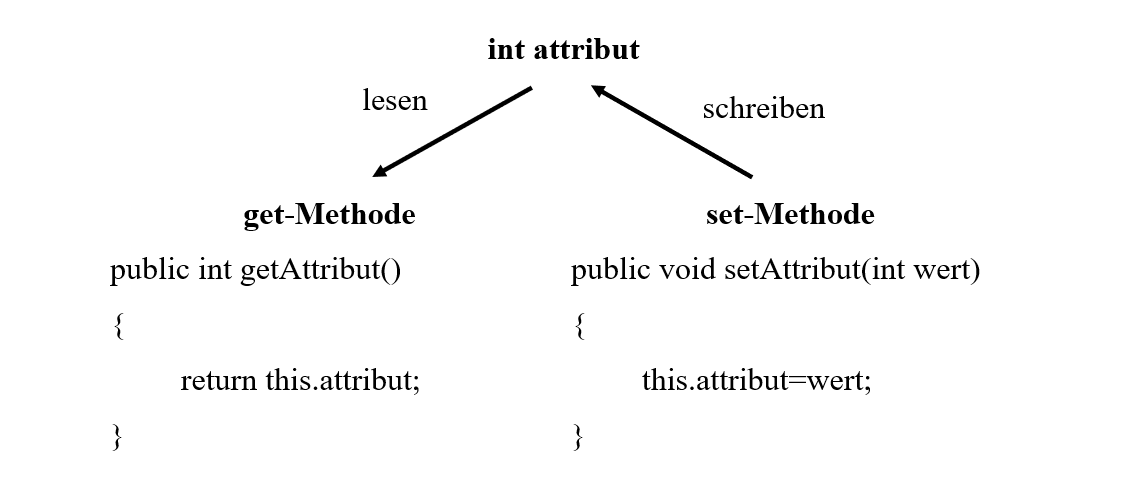 int attribut
lesen
schreiben
get-Methode
public int getAttribut()
{
return this.attribut;
}
set-Methode
public void setAttribut(int wert)
{
this.attribut=wert;
}